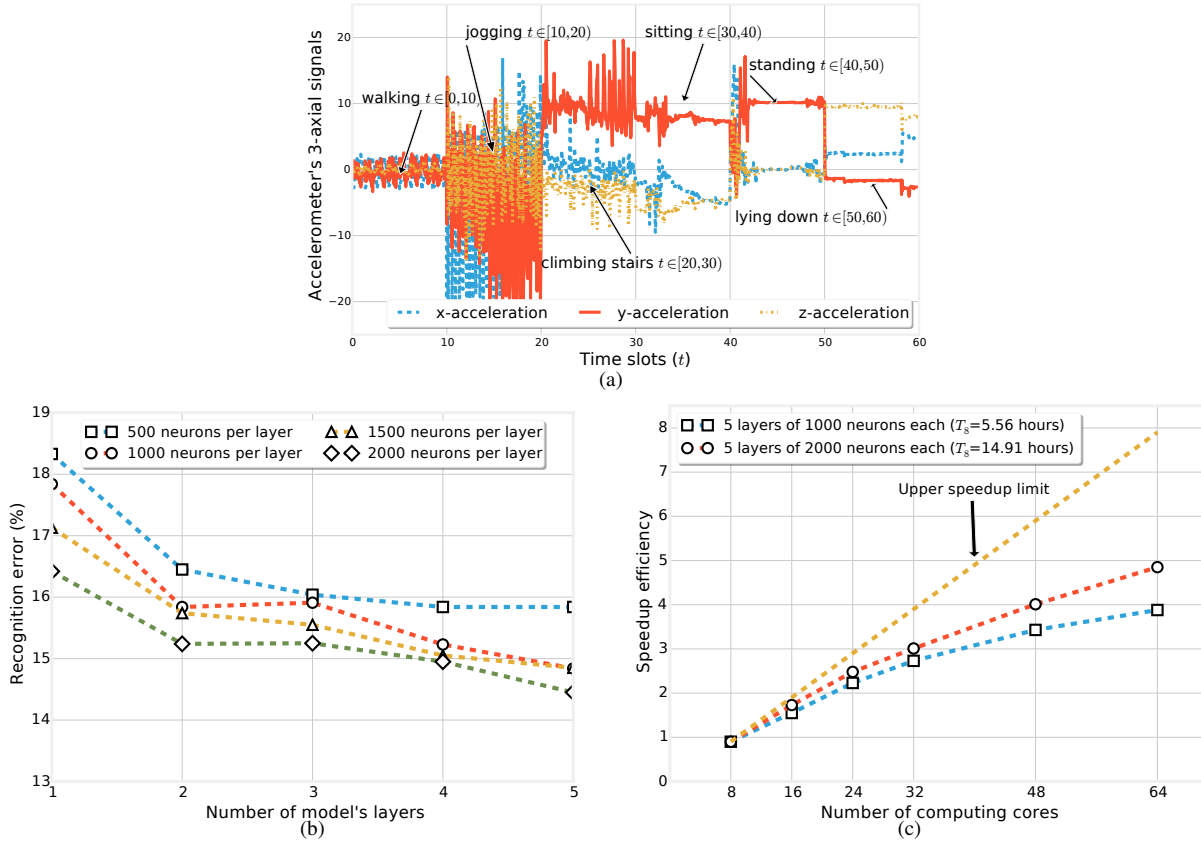 Accelerometer's 3-axial signals
20
10
0
−10
−20
jogging t∈[10,20)
sitting t∈[30,40)
walking t∈[0,10)
standing t∈[40,50)
lying down t∈[50,60)
climbing stairs t∈[20,30)
x-acceleration y-acceleration z-acceleration
0 10 20 30 40 50 60
Time slots (t)
(a)
Recognition error (%)
19
18
17
16
15
14
13
500 neurons per layer 1500 neurons per layer
1000 neurons per layer 2000 neurons per layer
1 2 3 4 5
Number of model's layers
(b)
Speedup efficiency
8
7
6
5
4
3
2
1
0
5 layers of 1000 neurons each (T8=5.56 hours)
5 layers of 2000 neurons each (T8=14.91 hours)
Upper speedup limit
8 16 24 32 48 64
Number of computing cores
(c)